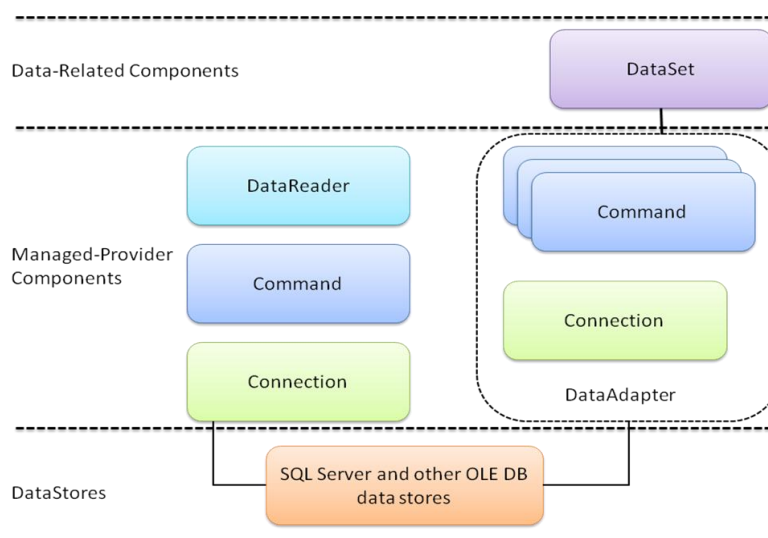 Data-Related Components
DataSet
Managed-Provider
Components
DataReader
Command
Connection
Command
Connection
DataAdapter
DataStores
SQL Server and other OLE DB
data stores